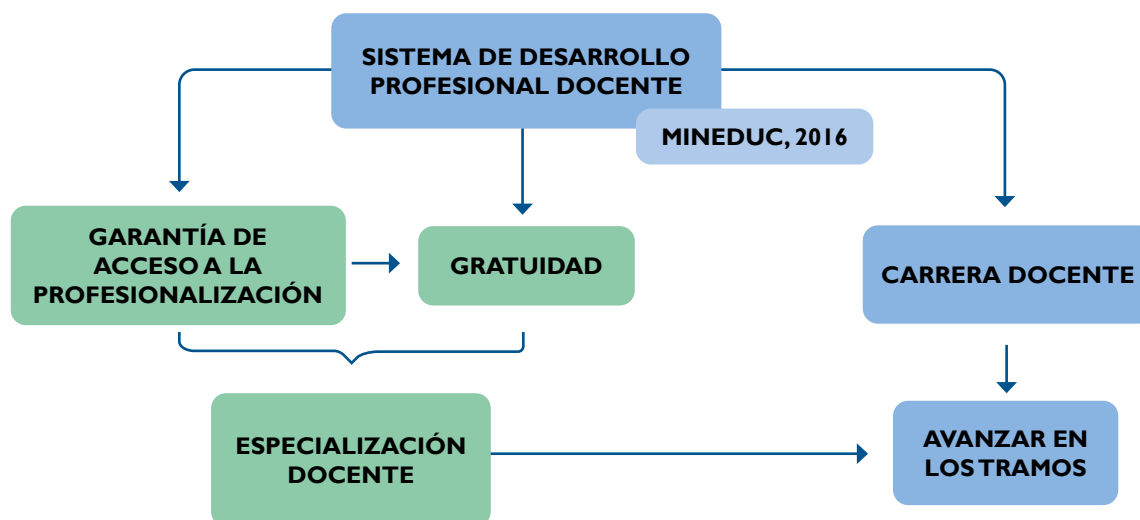 SISTEMA DE DESARROLLO
PROFESIONAL DOCENTE
MINEDUC, 2016
GARANTÍA DE
ACCESO A LA
PROFESIONALIZACIÓN
GRATUIDAD
CARRERA DOCENTE
ESPECIALIZACIÓN
DOCENTE
AVANZAR EN
LOS TRAMOS